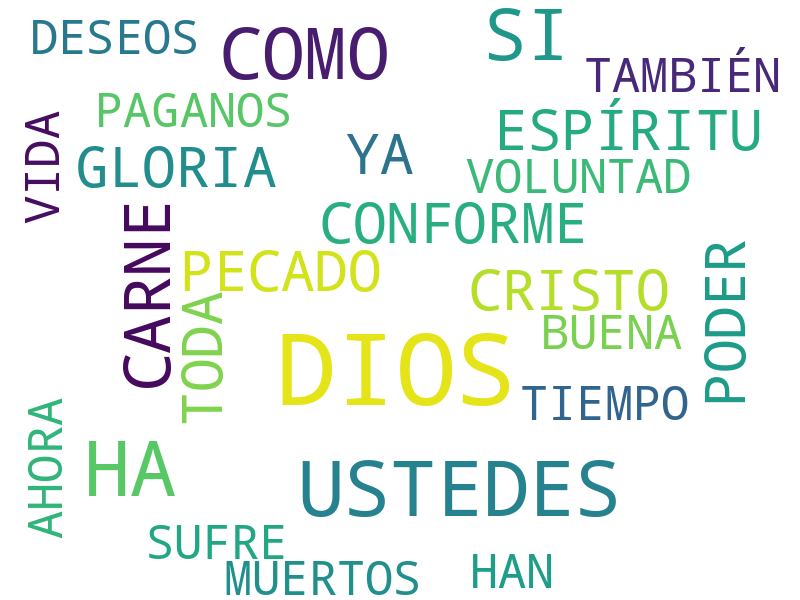 DESEOS
COMO
SI
TAMBIÉN
PAGANOS
ESPÍRITU
VIDA
GLORIA
YA
VOLUNTAD
CONFORME
CARNE
PECADO
CRISTO
PODER
TODA
DIOS
BUENA
TIEMPO
AHORA
HA
USTEDES
SUFRE
MUERTOS
HAN